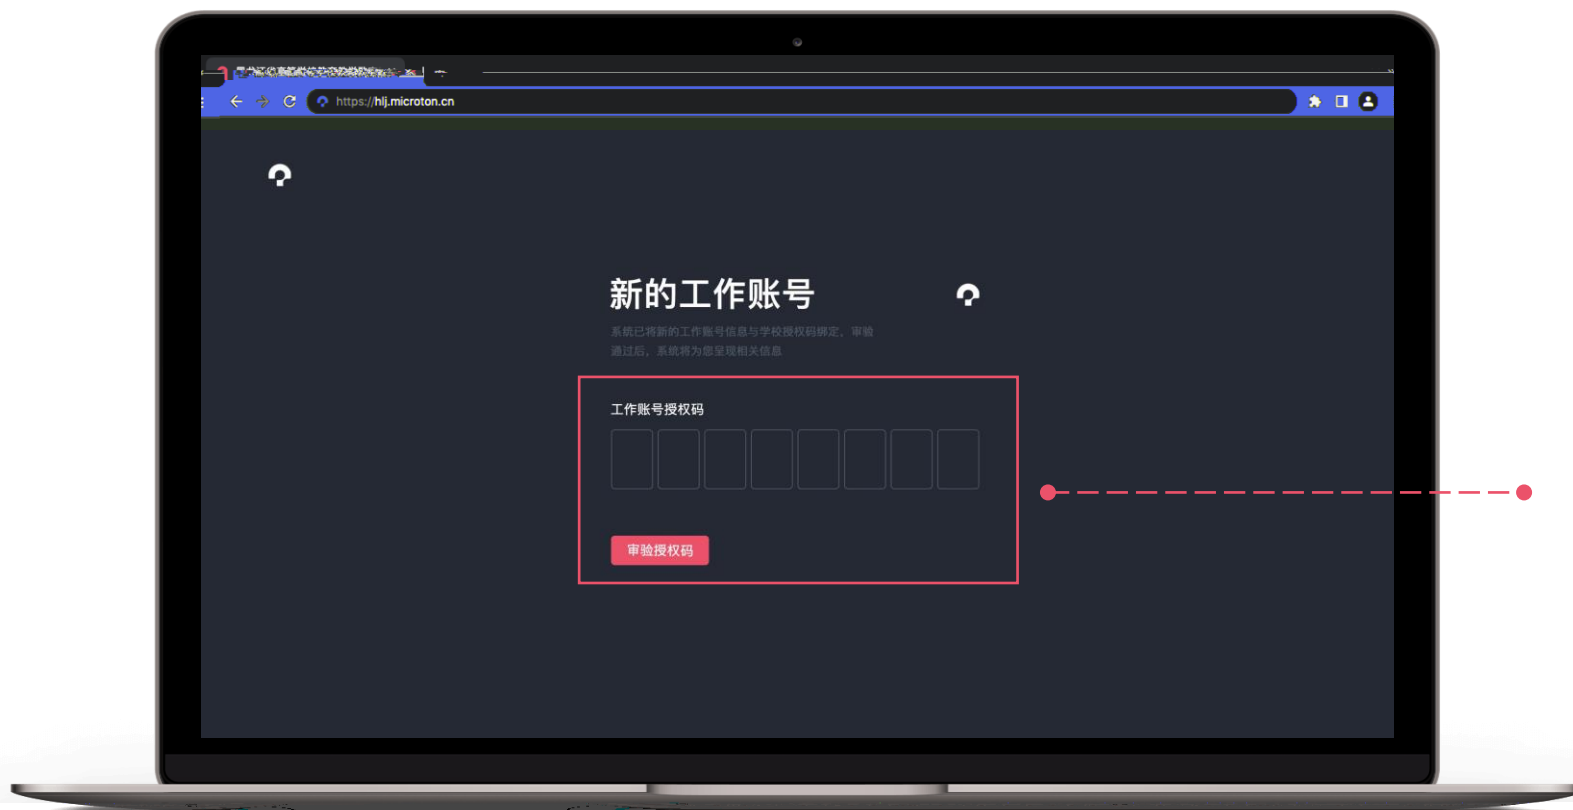 https://hlj.microton.cn
新的工作账号
系统已将新的工作账号信息与学校授权码绑定，审验
通过后，系统将为您呈现相关信息
工作账号授权码
审验授权码